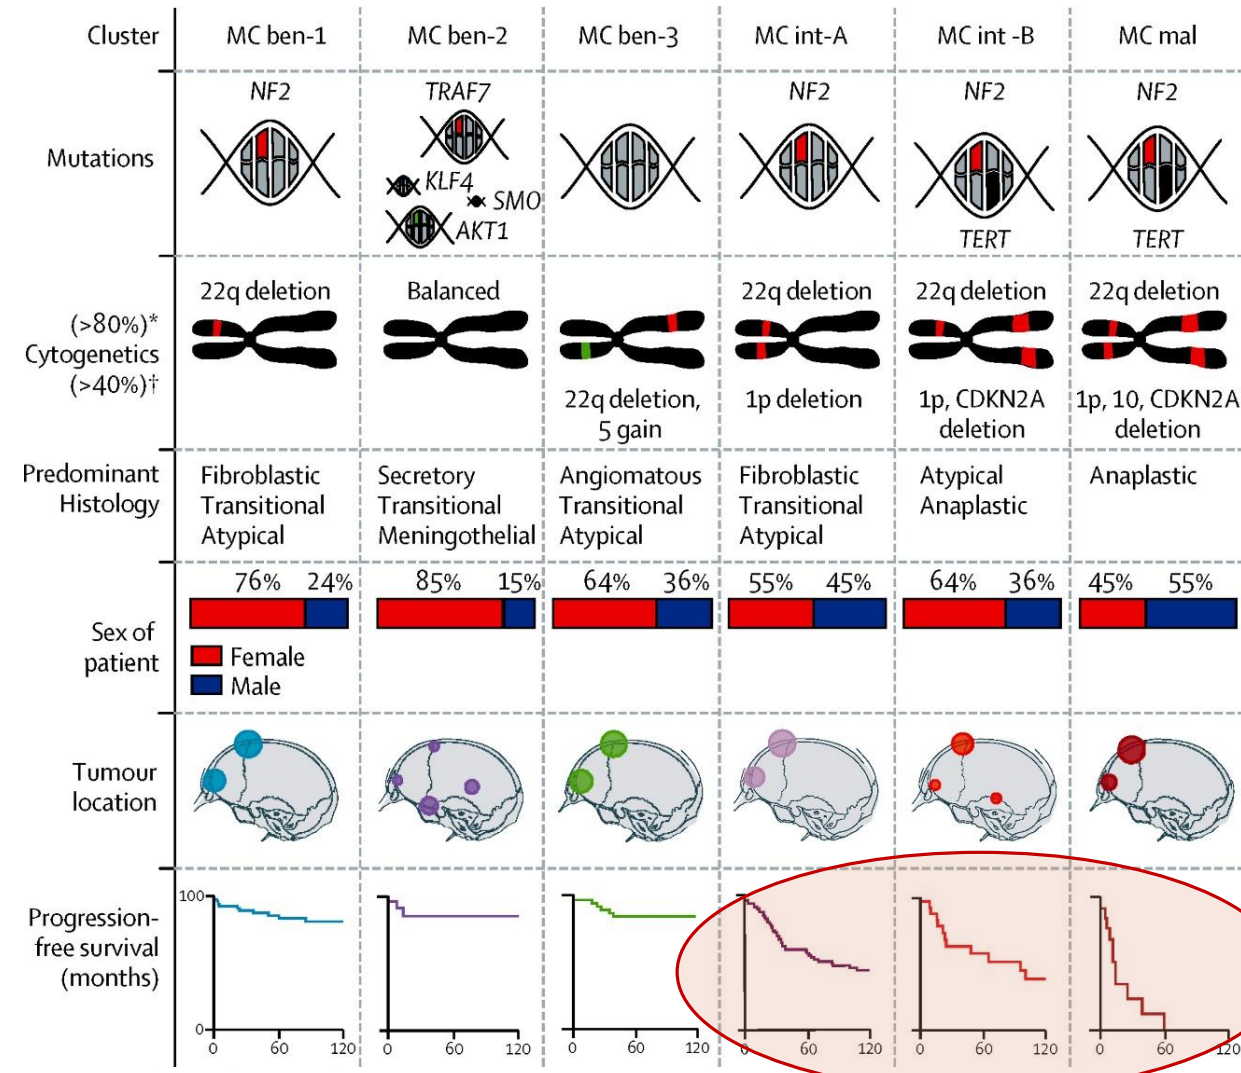 Cluster MC ben-1 MC ben-2 MC ben-3 MC int-A MC int -B MC mal
Mutations
NF2
TRAF7
KLF4
SMO
AKT1
NF2
NF2
TERT
NF2
TERT
(>80%)*
Cytogenetics
(>40%)†
22q deletion
Balanced
22q deletion,
5 gain
22q deletion
1p deletion
22q deletion
1p, CDKN2A
deletion
22q deletion
1p, 10, CDKN2A
deletion
Predominant
Histology
Fibroblastic
Transitional
Atypical
Secretory
Transitional
Meningothelial
Angiomatous
Transitional
Atypical
Fibroblastic
Transitional
Atypical
Atypical
Anaplastic
Anaplastic
Sex of
patient
76% 24%
Female
Male
85% 15%
64% 36%
55% 45%
64% 36%
45% 55%
Tumour
location
Progression-
free survival
(months)
100
0
0 60 120
0 60 120
0 60 120
0 60 120
0 60 120
0 60 120